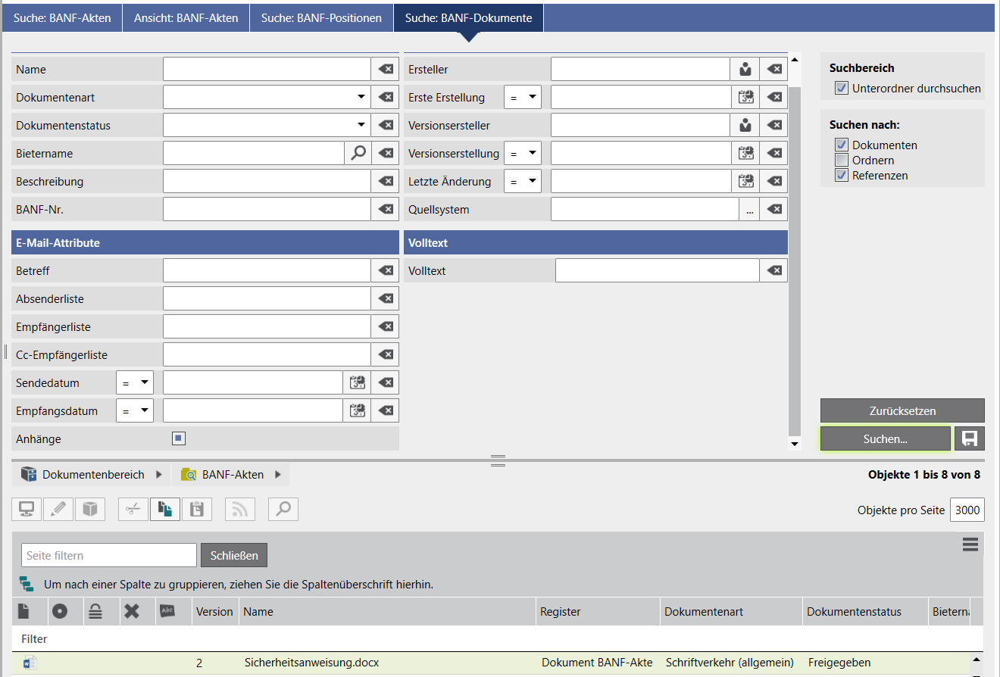 Suche: BANF-Akten Ansicht: BANF-Akten Suche: BANF-Positionen Suche: BANF-Dokumente
Name Ersteller
Dokumentenart Erste Erstellung =
Dokumentenstatus Versionsersteller
Bietername Versionserstellung =
Beschreibung Letzte Änderung =
BANF-Nr. Quellsystem ...
E-Mail-Attribute Volltext
Betreff Volltext
Absenderliste
Empfängerliste
Cc-Empfängerliste
Sendedatum =
Empfangsdatum =
Anhänge
Suchbereich
Unterordner durchsuchen
Suchen nach:
Dokumenten
Ordnern
Referenzen
Zurücksetzen
Suchen...
Dokumentenbereich BANF-Akten Objekte 1 bis 8 von 8
Objekte pro Seite 3000
Seite filtern Schließen
Um nach einer Spalte zu gruppieren, ziehen Sie die Spaltenüberschrift hierhin.
Abc Version Name Register Dokumentenart Dokumentenstatus Bieterna
Filter
2 Sicherheitsanweisung.docx Dokument BANF-Akte Schriftverkehr (allgemein) Freigegeben